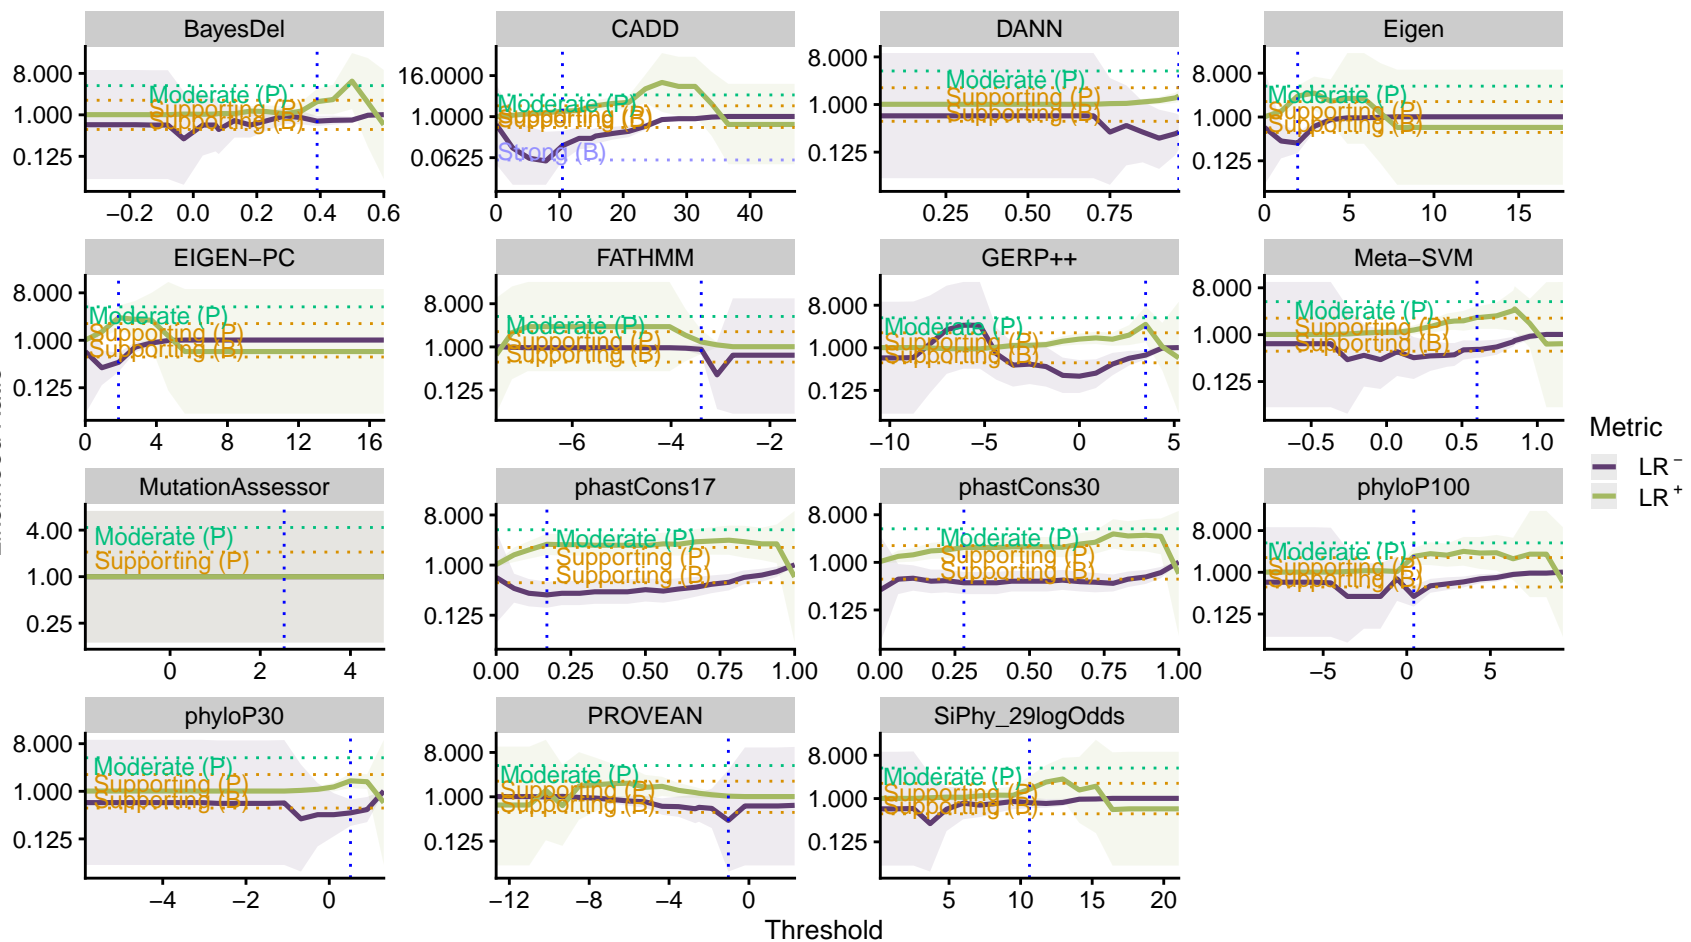 BayesDel
CADD
DANN
Eigen
8.000
1.000
0.125
Moderate (P)
Supporting (P)
Supporting (B)
−0.2 0.0 0.2 0.4 0.6
16.0000
1.0000
0.0625
Moderate (P)
Supporting (P)
Supporting (B)
Strong (B)
0 10 20 30 40
8.000
1.000
0.125
Moderate (P)
Supporting (P)
Supporting (B)
0.25 0.50 0.75
8.000
1.000
0.125
Moderate (P)
Supporting (P)
Supporting (B)
0 5 10 15
EIGEN−PC
FATHMM
GERP++
Meta−SVM
8.000
1.000
0.125
Moderate (P)
Supporting (P)
Supporting (B)
0 4 8 12 16
8.000
1.000
0.125
Moderate (P)
Supporting (P)
Supporting (B)
−6 −4 −2
8.000
1.000
0.125
Moderate (P)
Supporting (P)
Supporting (B)
−10 −5 0 5
8.000
1.000
0.125
Moderate (P)
Supporting (P)
Supporting (B)
−0.5 0.0 0.5 1.0
MutationAssessor
phastCons17
phastCons30
phyloP100
4.00
1.00
0.25
Moderate (P)
Supporting (P)
0 2 4
8.000
1.000
0.125
Moderate (P)
Supporting (P)
Supporting (B)
0.00 0.25 0.50 0.75 1.00
8.000
1.000
0.125
Moderate (P)
Supporting (P)
Supporting (B)
0.00 0.25 0.50 0.75 1.00
8.000
1.000
0.125
Moderate (P)
Supporting (P)
Supporting (B)
−5 0 5
phyloP30
PROVEAN
SiPhy_29logOdds
8.000
1.000
0.125
Moderate (P)
Supporting (P)
Supporting (B)
−4 −2 0
8.000
1.000
0.125
Moderate (P)
Supporting (P)
Supporting (B)
−12 −8 −4 0
8.000
1.000
0.125
Moderate (P)
Supporting (P)
Supporting (B)
5 10 15 20
Threshold
Metric
LR−
LR+